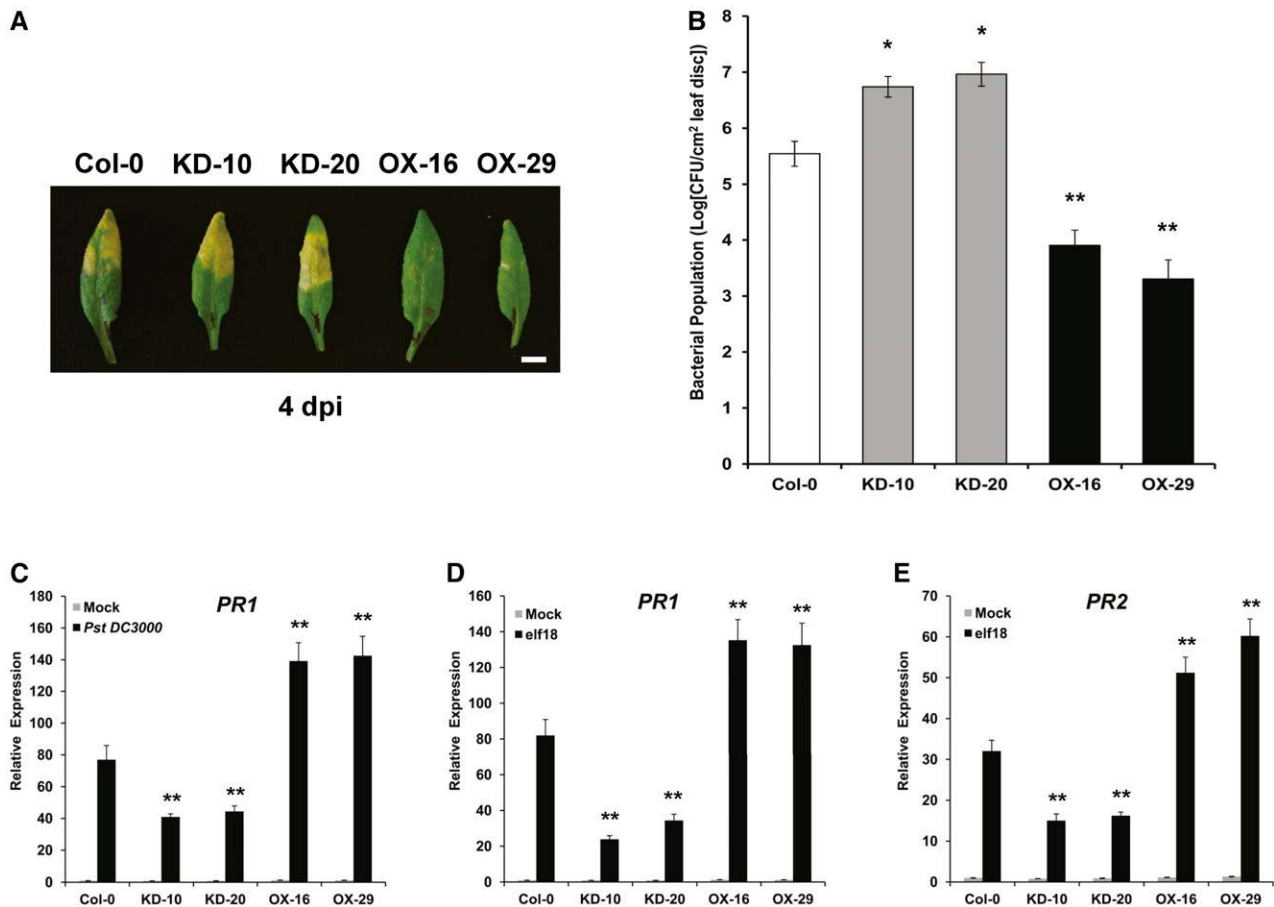 A
Col-0 KD-10 KD-20 OX-16 OX-29
4 dpi
B
Bacterial Population (Log[CFU/cm² leaf disc])
8
7
6
5
4
3
2
1
0
*
*
**
**
Col-0 KD-10 KD-20 OX-16 OX-29
C
PR1
Mock
Pst DC3000
Relative Expression
180
160
140
120
100
80
60
40
20
0
**
**
**
**
Col-0 KD-10 KD-20 OX-16 OX-29
D
PR1
Mock
elf18
Relative Expression
160
140
120
100
80
60
40
20
0
**
**
**
**
Col-0 KD-10 KD-20 OX-16 OX-29
E
PR2
Mock
elf18
Relative Expression
70
60
50
40
30
20
10
0
**
**
**
**
Col-0 KD-10 KD-20 OX-16 OX-29